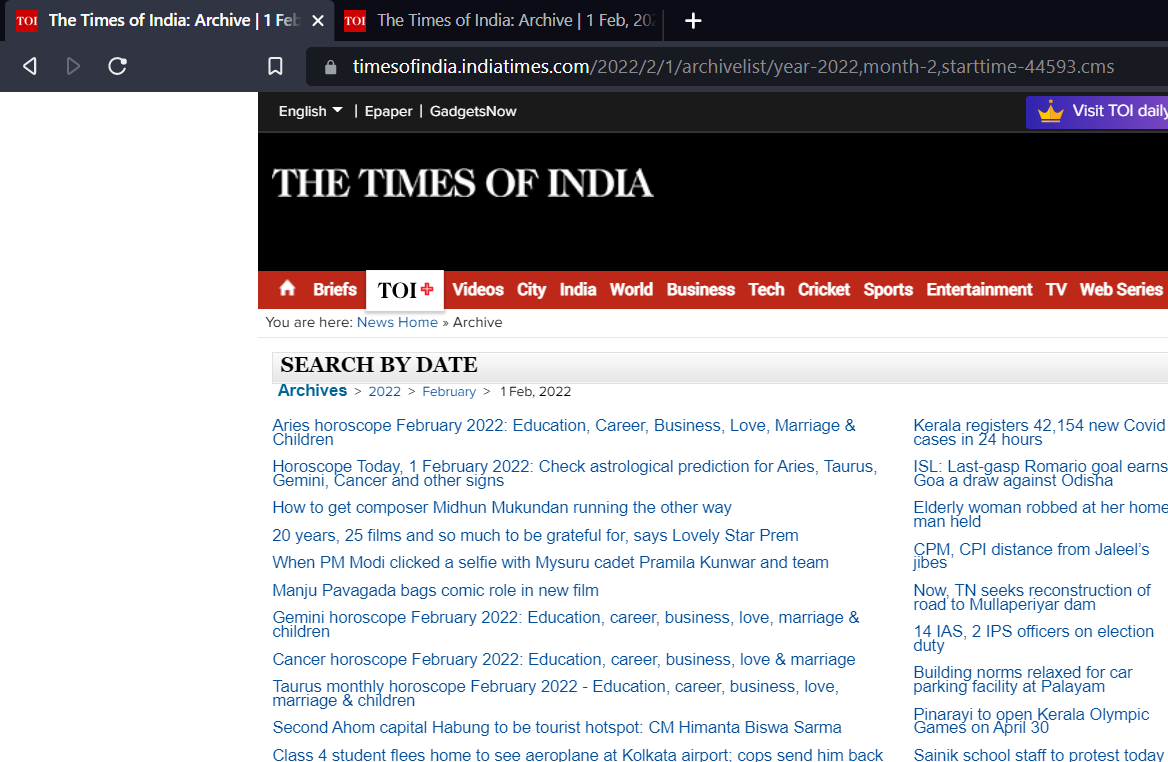 TOI The Times of India: Archive | 1 Feb
TOI The Times of India: Archive | 1 Feb, 202
timesofindia.indiatimes.com/2022/2/1/archivelist/year-2022,month-2,starttime-44593.cms
English | Epaper | GadgetsNow
Visit TOI daily
THE TIMES OF INDIA
Briefs TOI+ Videos City India World Business Tech Cricket Sports Entertainment TV Web Series
You are here: News Home » Archive
SEARCH BY DATE
Archives > 2022 > February > 1 Feb, 2022
Aries horoscope February 2022: Education, Career, Business, Love, Marriage &
Children
Horoscope Today, 1 February 2022: Check astrological prediction for Aries, Taurus,
Gemini, Cancer and other signs
How to get composer Midhun Mukundan running the other way
20 years, 25 films and so much to be grateful for, says Lovely Star Prem
When PM Modi clicked a selfie with Mysuru cadet Pramila Kunwar and team
Manju Pavagada bags comic role in new film
Gemini horoscope February 2022: Education, career, business, love, marriage &
children
Cancer horoscope February 2022: Education, career, business, love & marriage
Taurus monthly horoscope February 2022 - Education, career, business, love,
marriage & children
Second Ahom capital Habung to be tourist hotspot: CM Himanta Biswa Sarma
Class 4 student flees home to see aeroplane at Kolkata airport; cops send him back
Kerala registers 42,154 new Covid
cases in 24 hours
ISL: Last-gasp Romario goal earns
Goa a draw against Odisha
Elderly woman robbed at her home
man held
CPM, CPI distance from Jaleel’s
jibes
Now, TN seeks reconstruction of
road to Mullaperiyar dam
14 IAS, 2 IPS officers on election
duty
Building norms relaxed for car
parking facility at Palayam
Pinarayi to open Kerala Olympic
Games on April 30
Sainik school staff to protest today